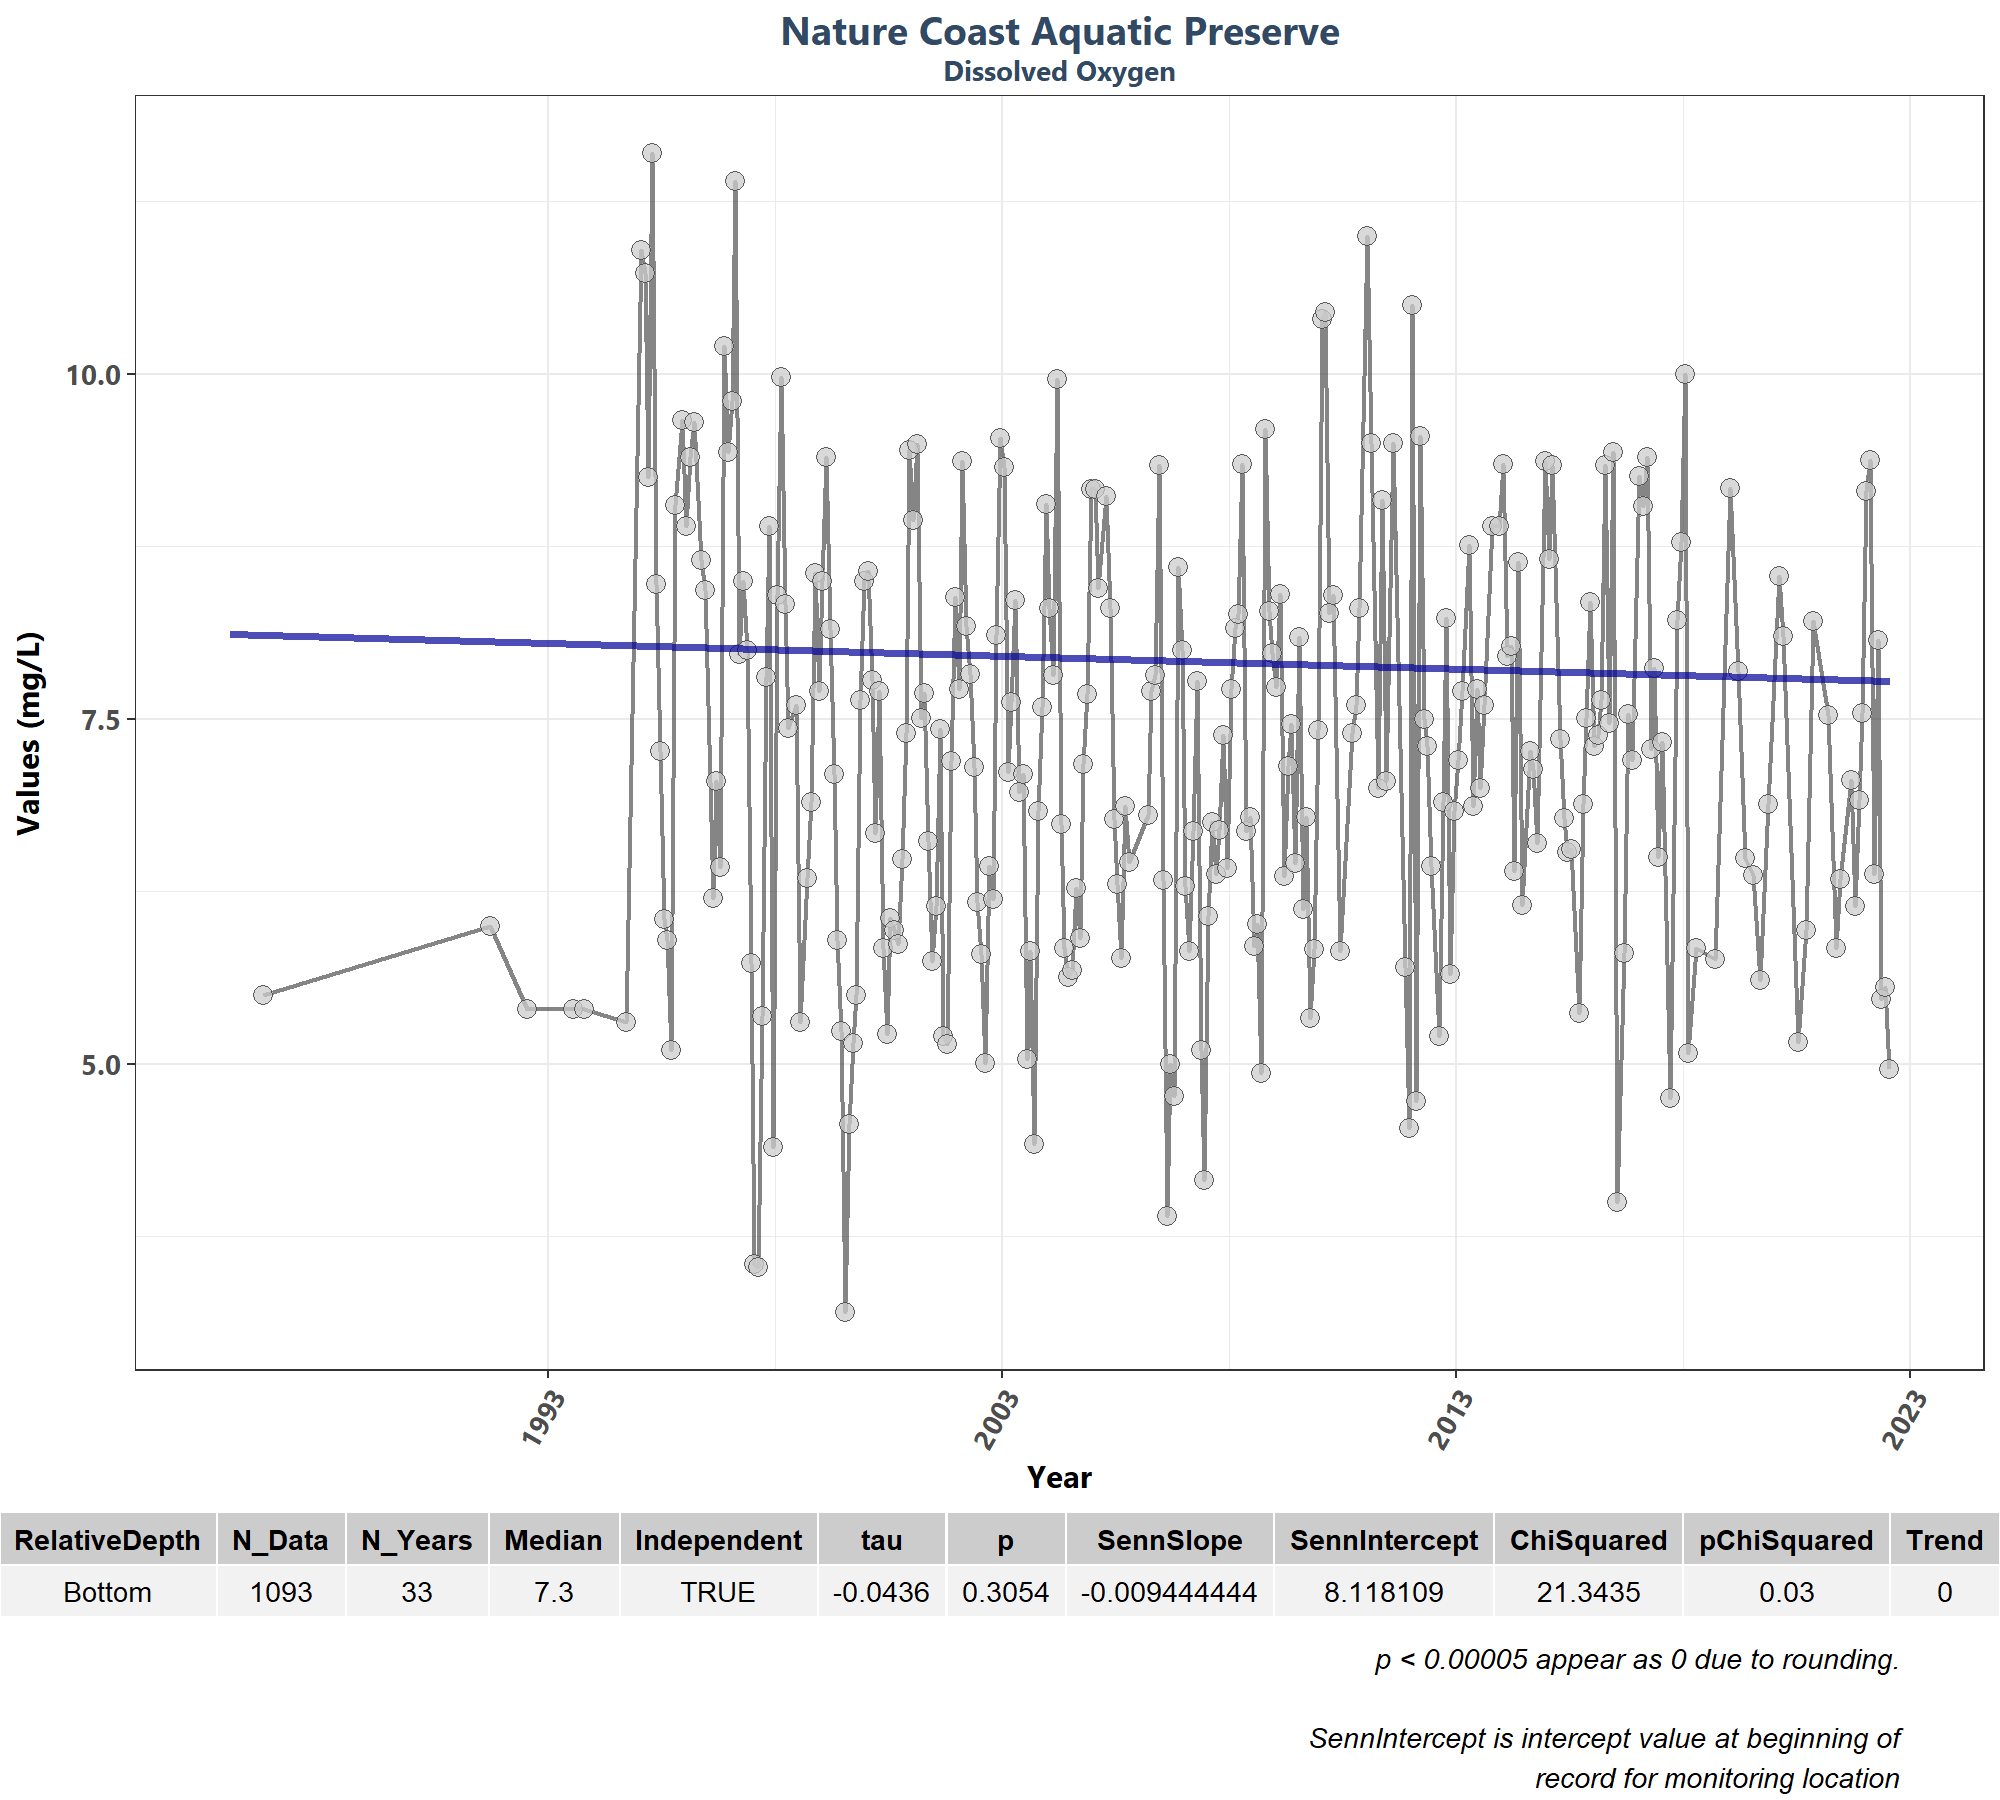 Nature Coast Aquatic Preserve
Dissolved Oxygen
Values (mg/L)
10.0
7.5
5.0
1993
2003
2013
2023
Year
RelativeDepth N_Data N_Years Median Independent tau p SennSlope SennIntercept ChiSquared pChiSquared Trend
Bottom 1093 33 7.3 TRUE -0.0436 0.3054 -0.009444444 8.118109 21.3435 0.03 0
p < 0.00005 appear as 0 due to rounding.
SennIntercept is intercept value at beginning of
record for monitoring location